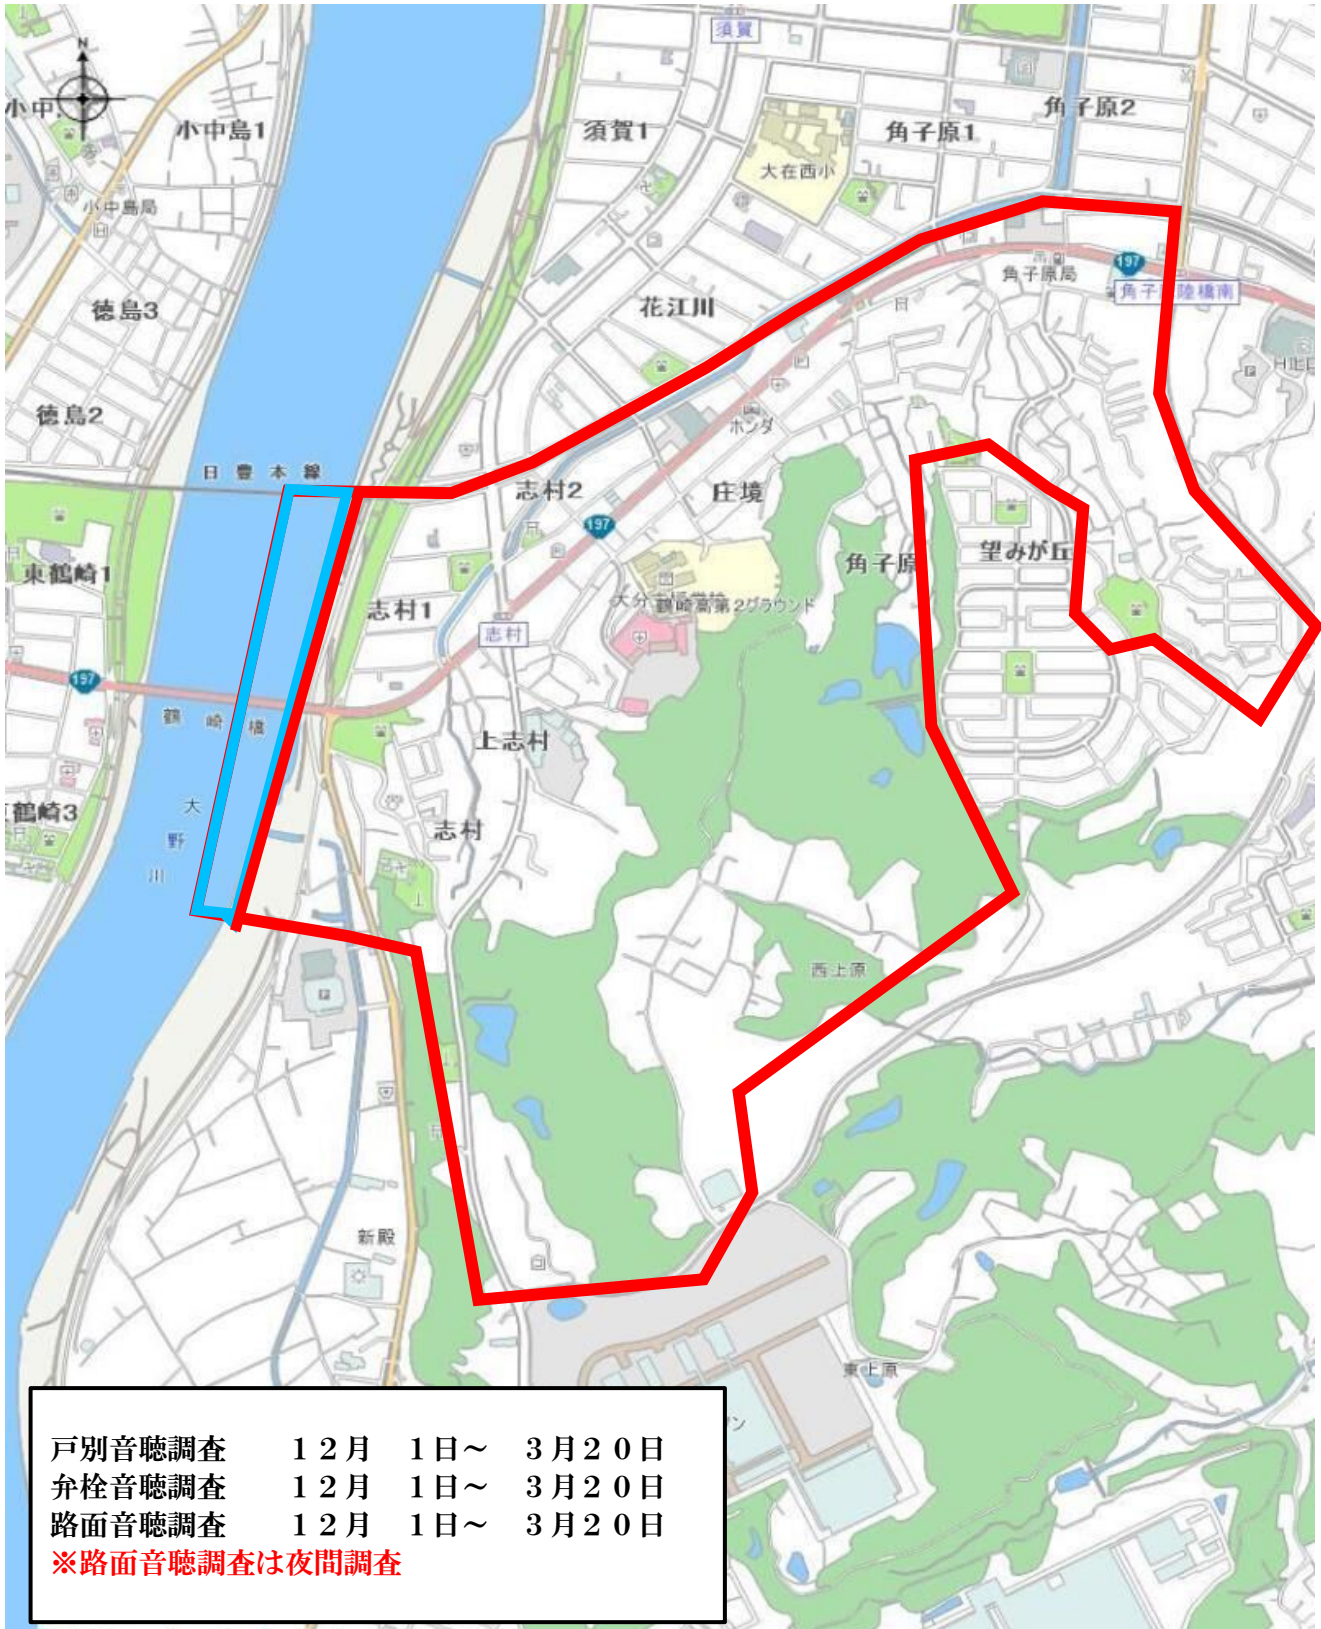 須賀
N
小中
小中島1
須賀1
角子原1
角子原2
大在西小
小中島局
徳島3
花江川
角子原局
197
角子
陸橋南
徳島2
ホンダ
日豊本線
志村2
庄境
197
東鶴崎1
角子原
望みが丘
志村1
鶴崎高第2グラウンド
志村
197
鶴崎橋
上志村
鶴崎3
大野川
志村
西上原
新殿
東上原
ン
戸別音聴調査 12月 1日～ 3月20日
弁栓音聴調査 12月 1日～ 3月20日
路面音聴調査 12月 1日～ 3月20日
※路面音聴調査は夜間調査